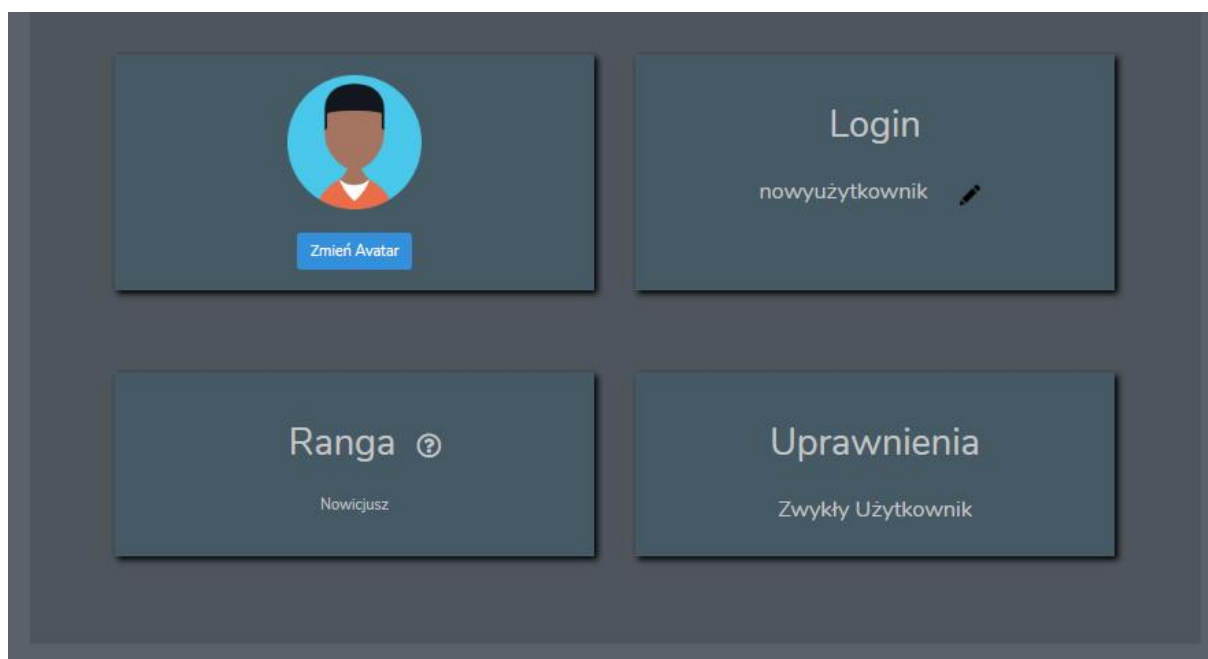 Zmień Avatar
Login
nowyużytkownik
Ranga
Nowicjusz
Uprawnienia
Zwykły Użytkownik